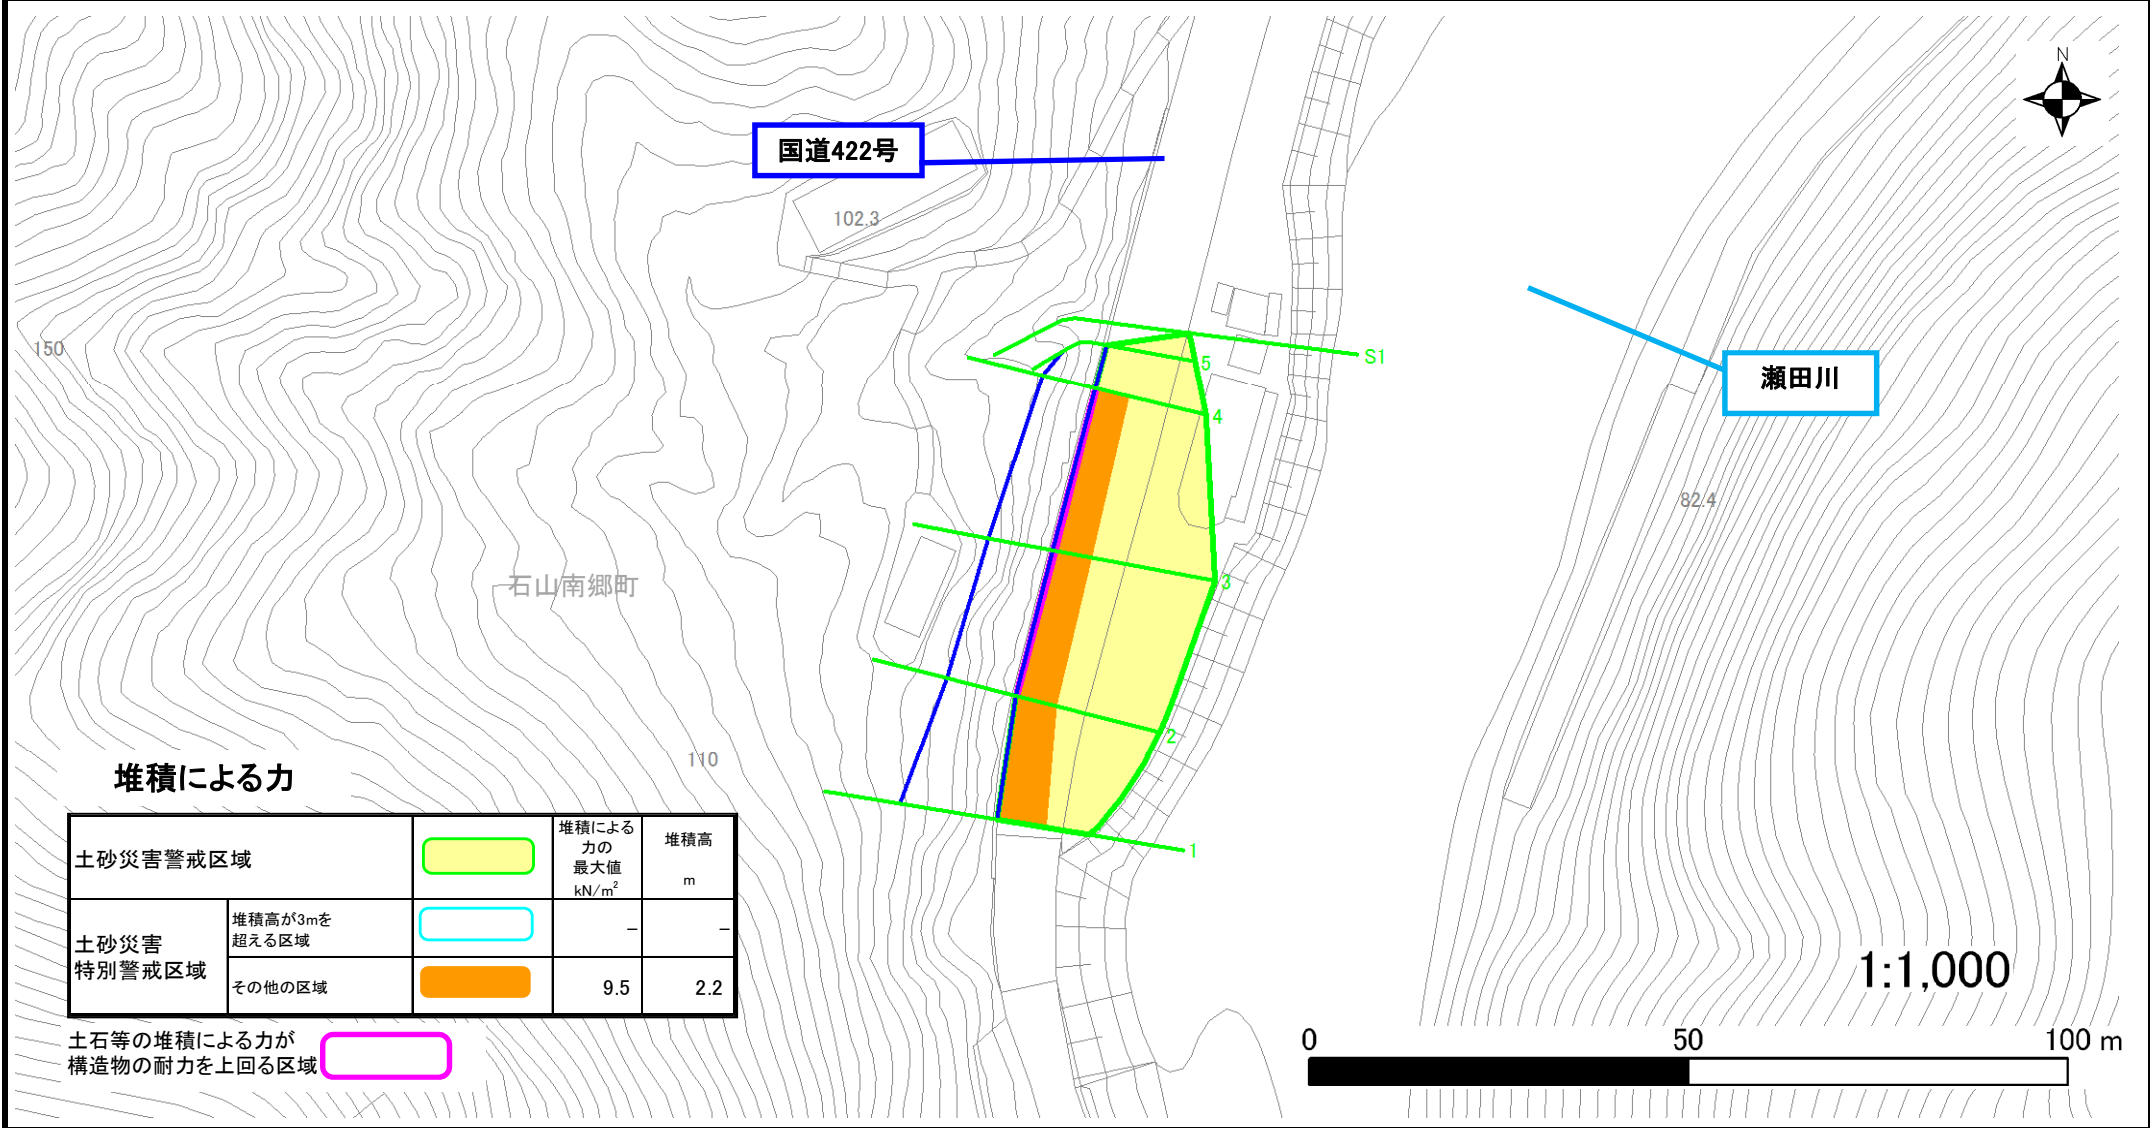 N
国道422号
102.3
150
S1
5
4
瀬田川
82.4
3
石山南郷町
2
110
1
堆積による力
土砂災害警戒区域
堆積による
力の
最大値
kN/m²
堆積高
m
土砂災害
特別警戒区域
堆積高が3mを
超える区域
–
–
その他の区域
9.5
2.2
土石等の堆積による力が
構造物の耐力を上回る区域
1:1,000
0
50
100 m